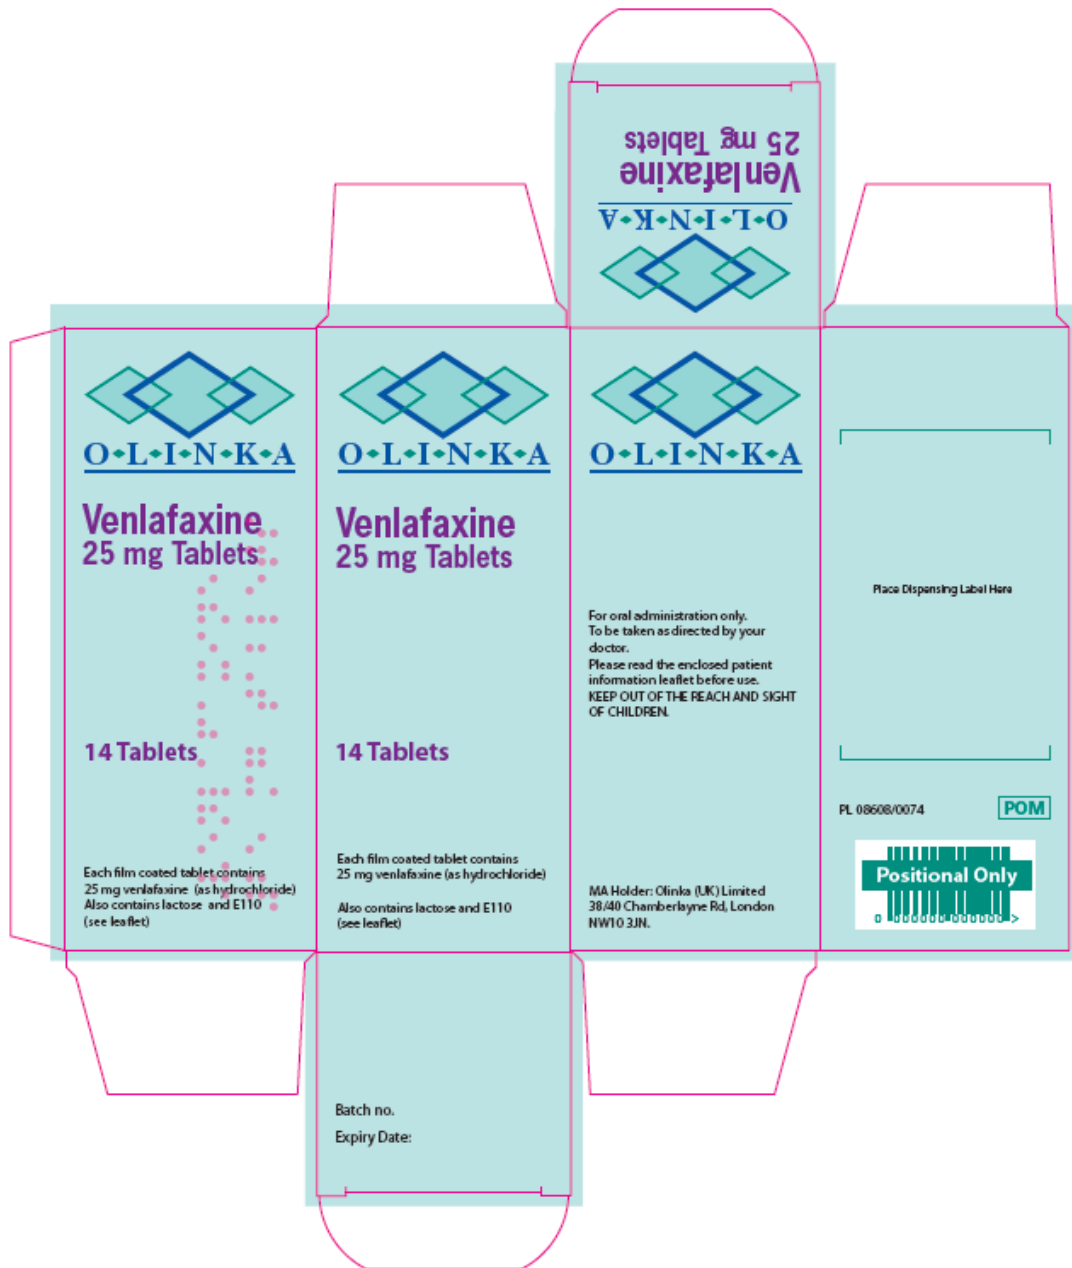 Venlafaxine
25 mg Tablets
O L I N K A
O L I N K A
Venlafaxine
25 mg Tablets
14 Tablets
Each film coated tablet contains
25 mg venlafaxine (as hydrochloride)
Also contains lactose and E110
(see leaflet)
O L I N K A
Venlafaxine
25 mg Tablets
14 Tablets
Each film coated tablet contains
25 mg venlafaxine (as hydrochloride)
Also contains lactose and E110
(see leaflet)
O L I N K A
For oral administration only.
To be taken as directed by your
doctor.
Please read the enclosed patient
information leaflet before use.
KEEP OUT OF THE REACH AND SIGHT
OF CHILDREN.
MA Holder: Olinka (UK) Limited
38/40 Chamberlayne Rd, London
NW10 3JN.
Place Dispensing Label Here
PL 08608/0074
POM
Positional Only
0 000000 000000 >
Batch no.
Expiry Date: